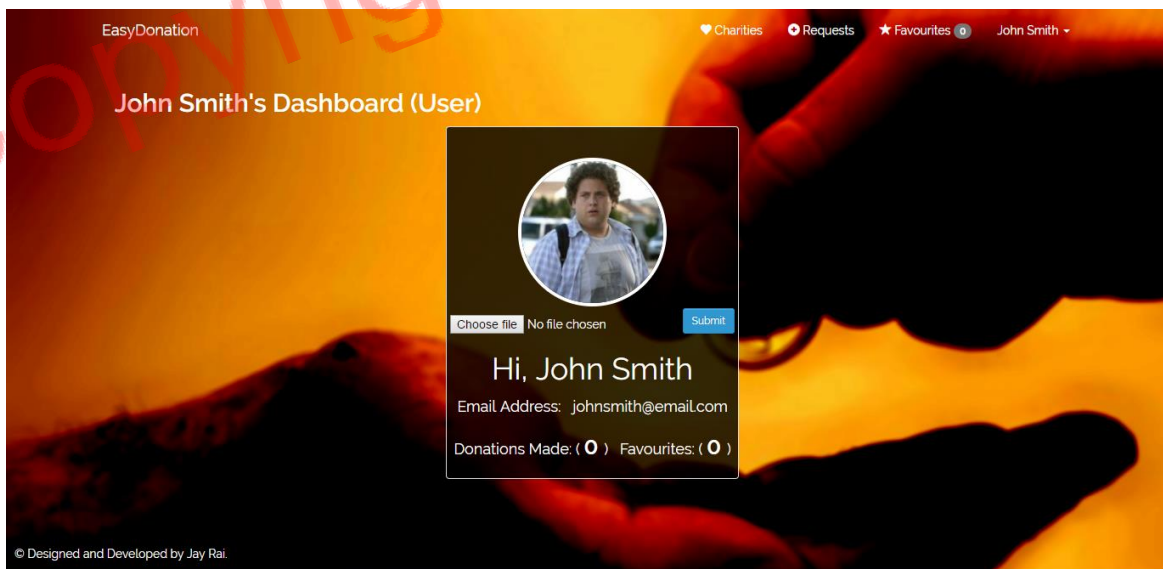 EasyDonation Charities Requests Favourites 0 John Smith
John Smith's Dashboard (User)
Choose file No file chosen Submit
Hi, John Smith
Email Address: johnsmith@email.com
Donations Made: ( 0 ) Favourites: ( 0 )
© Designed and Developed by Jay Rai.